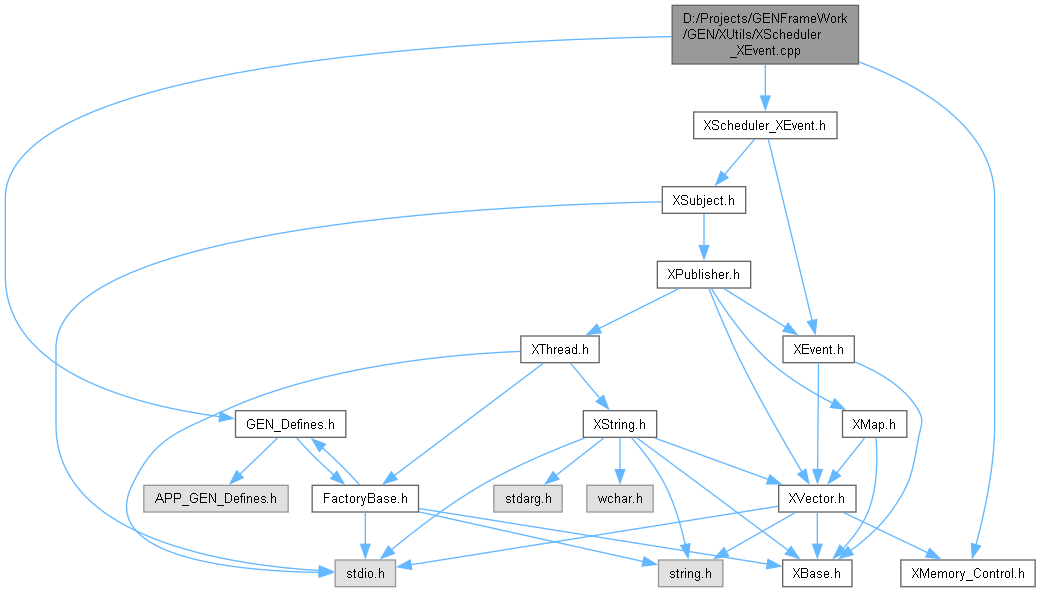 D:/Projects/GENFrameWork
/GEN/XUtils/XScheduler
_XEvent.cpp
XScheduler_XEvent.h
XSubject.h
XPublisher.h
XThread.h
XEvent.h
GEN_Defines.h
XString.h
XMap.h
APP_GEN_Defines.h
FactoryBase.h
stdarg.h
wchar.h
XVector.h
stdio.h
string.h
XBase.h
XMemory_Control.h